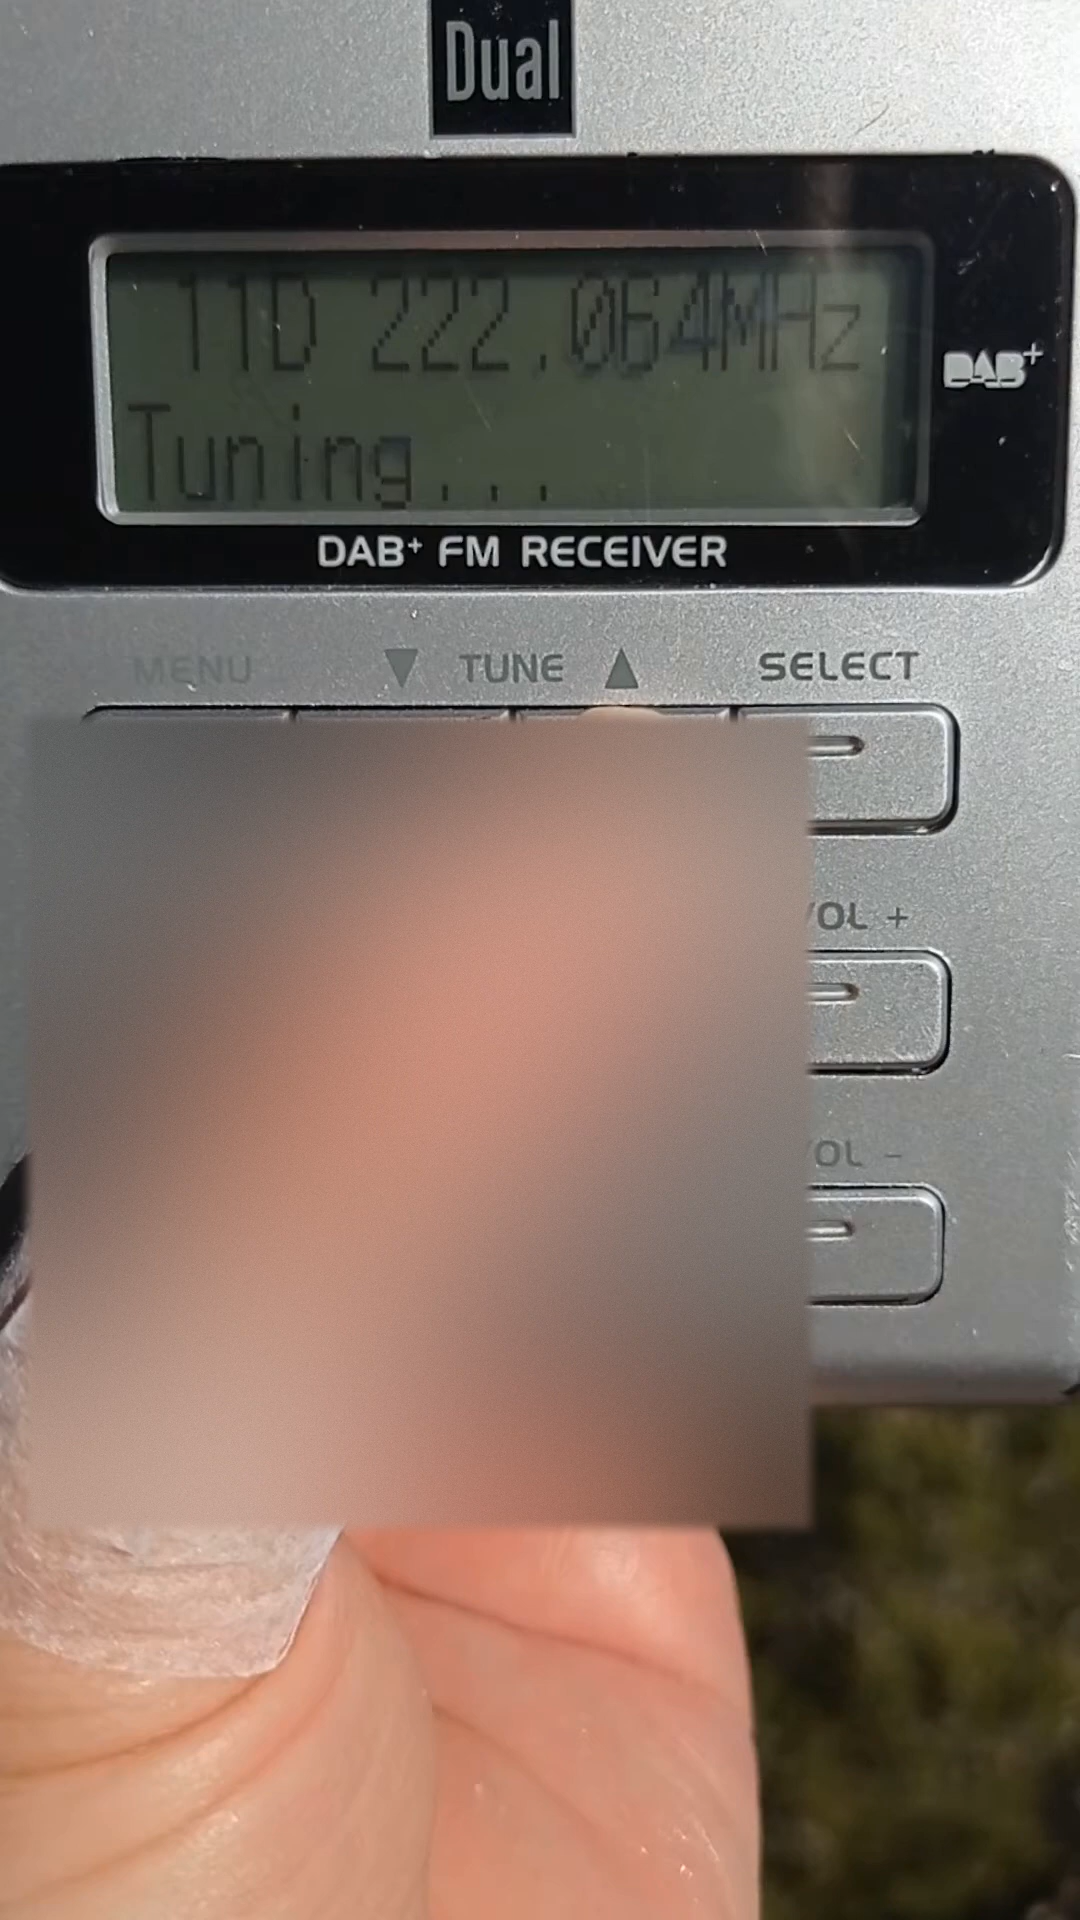 Dual
11D 222.064MHz
Tuning...
DAB+
DAB+ FM RECEIVER
MENU ▼ TUNE ▲ SELECT
VOL +
VOL -